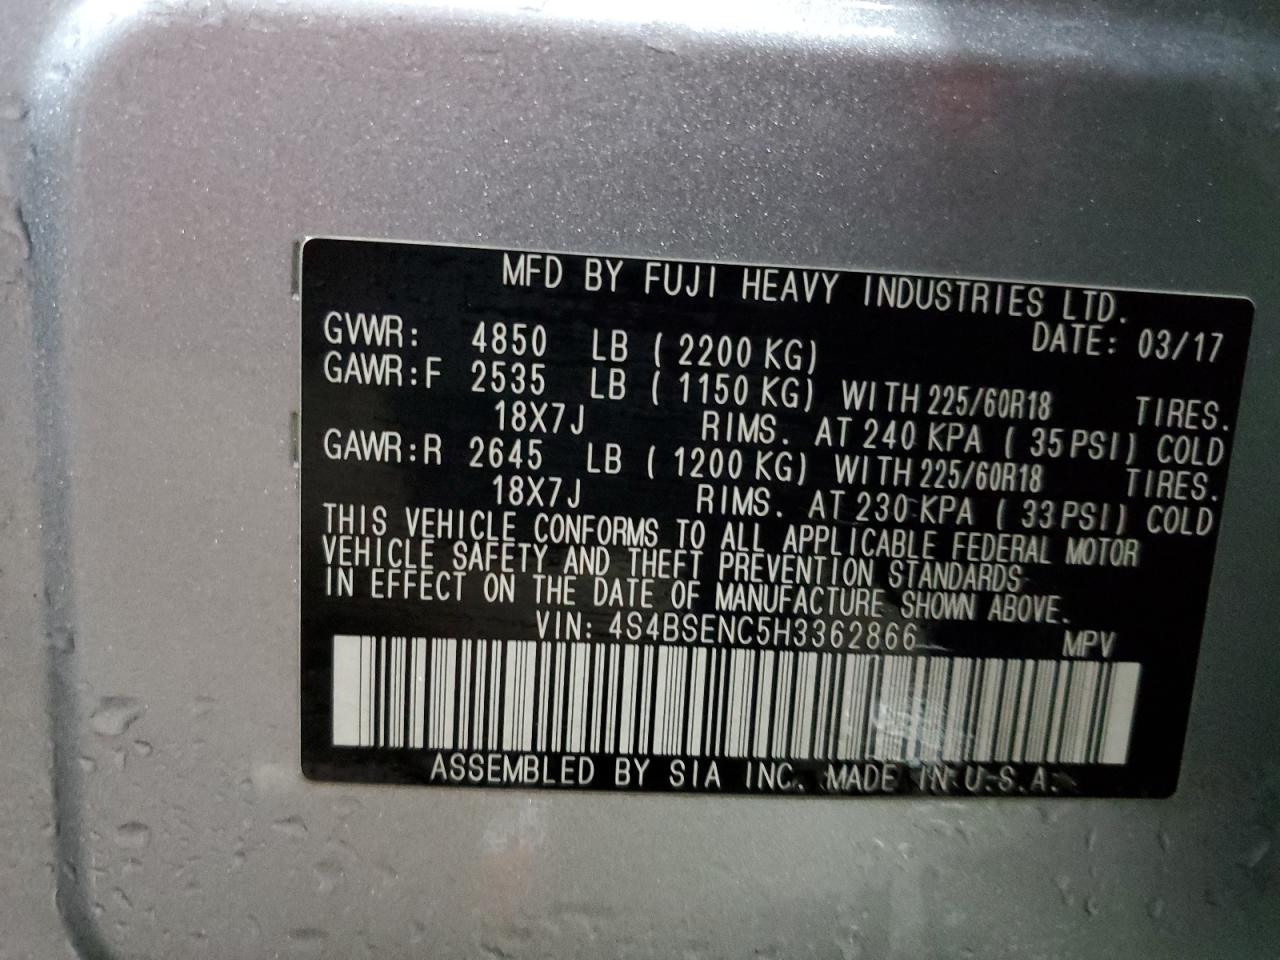 MFD BY FUJI HEAVY INDUSTRIES LTD.
DATE: 03/17
GVWR: 4850 LB ( 2200 KG)
GAWR:F 2535 LB ( 1150 KG) WITH 225/60R18 TIRES.
18X7J RIMS. AT 240 KPA ( 35 PSI) COLD
GAWR:R 2645 LB ( 1200 KG) WITH 225/60R18 TIRES.
18X7J RIMS. AT 230 KPA ( 33 PSI) COLD
THIS VEHICLE CONFORMS TO ALL APPLICABLE FEDERAL MOTOR
VEHICLE SAFETY AND THEFT PREVENTION STANDARDS
IN EFFECT ON THE DATE OF MANUFACTURE SHOWN ABOVE.
VIN: 4S4BSENC5H3362866 MPV
ASSEMBLED BY SIA INC. MADE IN U.S.A.